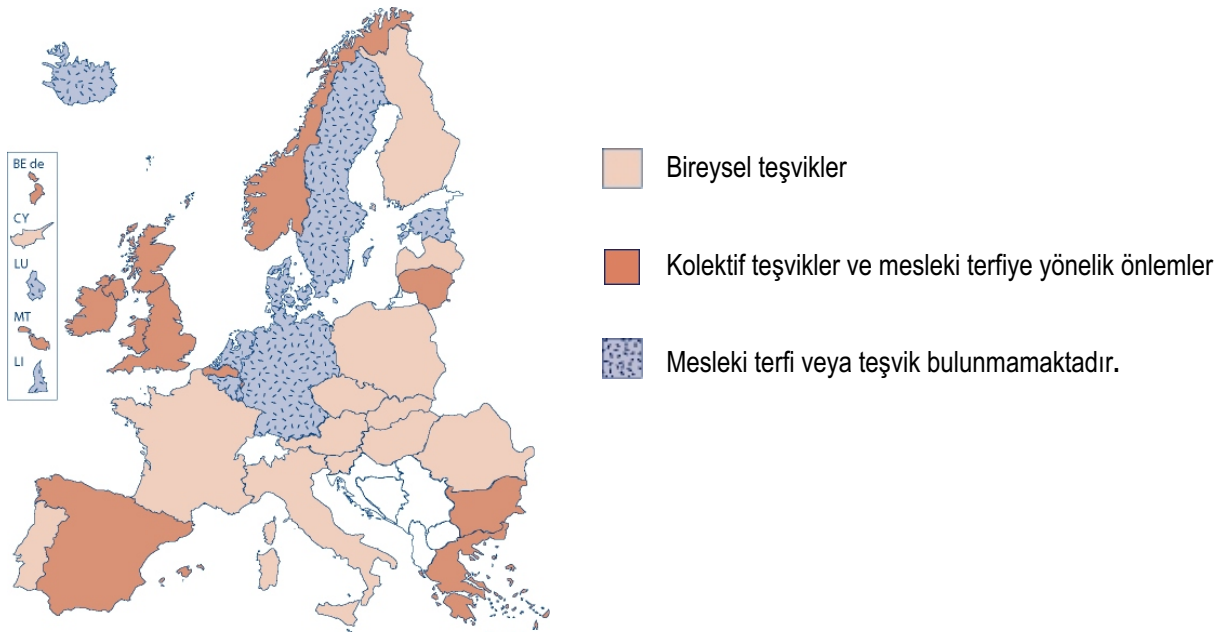 BE de
CY
LU
MT
LI
Bireysel teşvikler
Kolektif teşvikler ve mesleki terfiye yönelik önlemler
Mesleki terfi veya teşvik bulunmamaktadır.